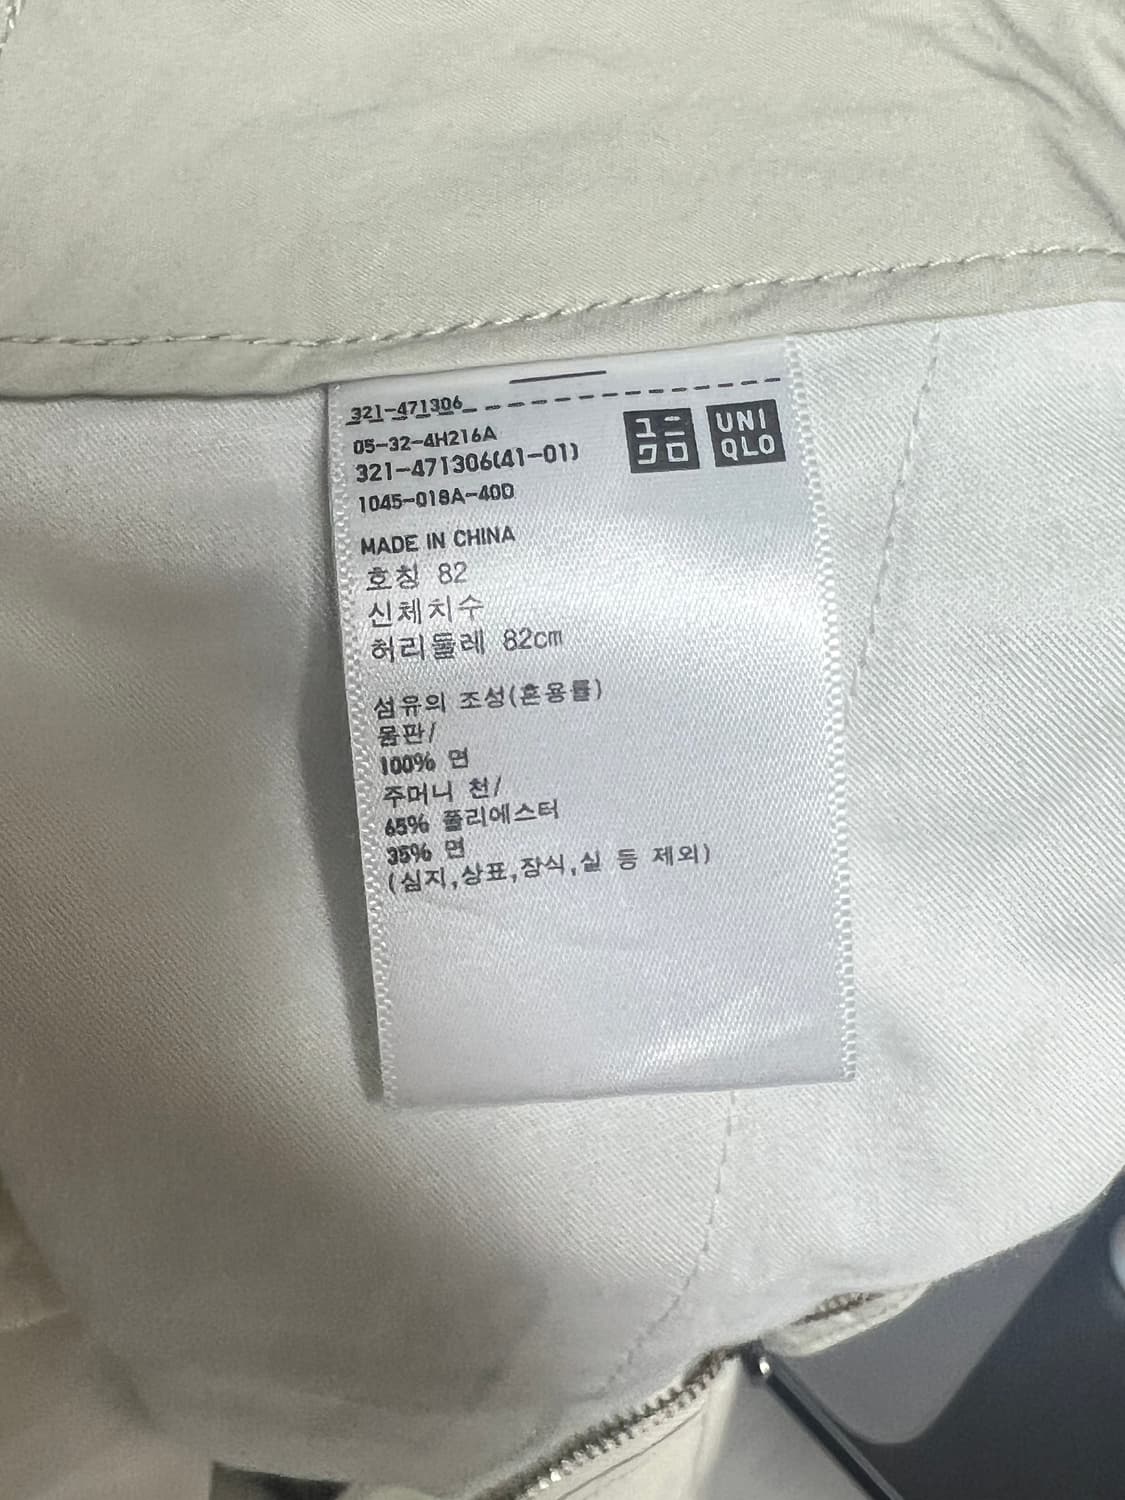 321-471306
05-32-4H216A
321-471306(41-01)
1045-018A-40D
ユニ
クロ
UNI
QLO
MADE IN CHINA
호칭 82
신체치수
허리둘레 82cm
섬유의 조성(혼용률)
몸판/
100% 면
주머니 천/
65% 폴리에스터
35% 면
(심지,상표,장식,실 등 제외)